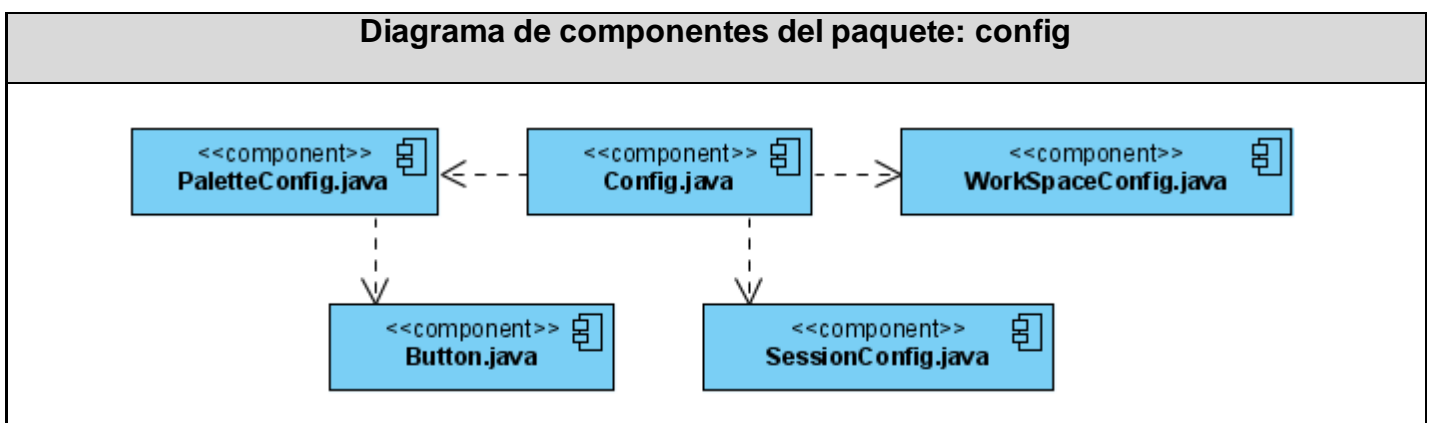 Diagrama de componentes del paquete: config
<<component>>
PaletteConfig.java
<<component>>
Config.java
<<component>>
WorkSpaceConfig.java
<<component>>
Button.java
<<component>>
SessionConfig.java